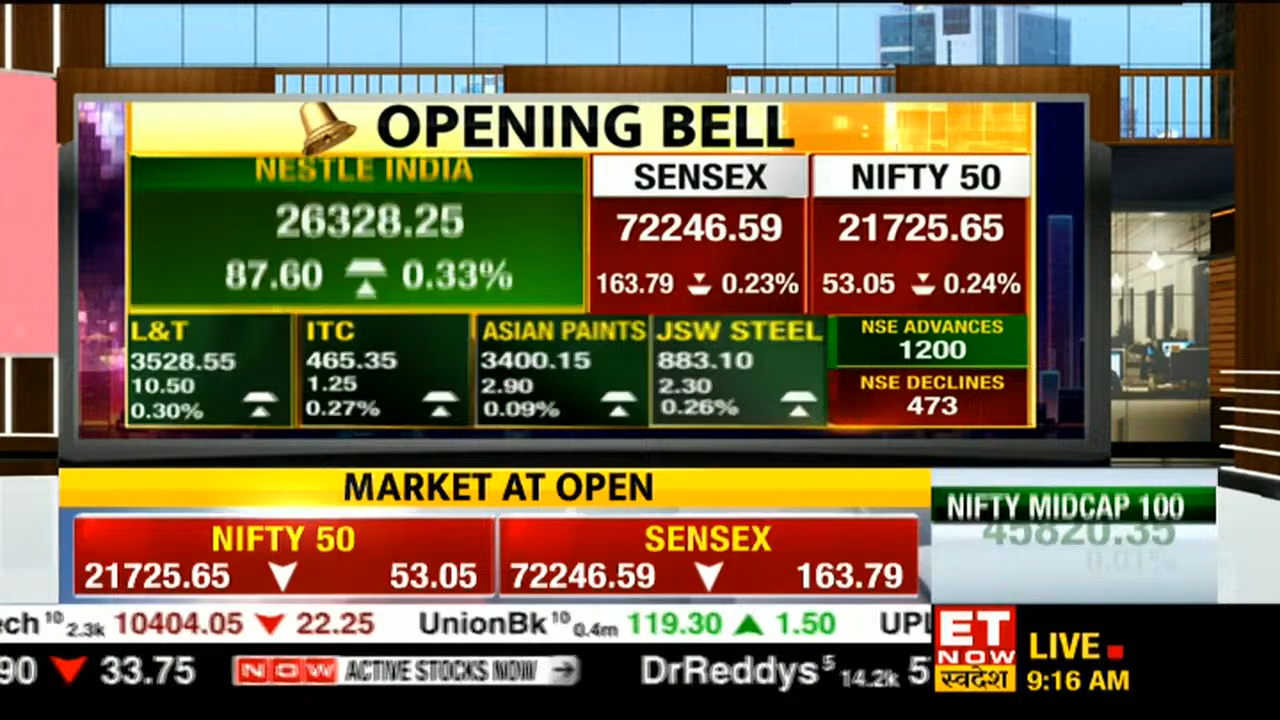 OPENING BELL
NESTLE INDIA
26328.25
87.60 0.33%
SENSEX
72246.59
163.79 0.23%
NIFTY 50
21725.65
53.05 0.24%
L&T
3528.55
10.50
0.30%
ITC
465.35
1.25
0.27%
ASIAN PAINTS
3400.15
2.90
0.09%
JSW STEEL
883.10
2.30
0.26%
NSE ADVANCES
1200
NSE DECLINES
473
MARKET AT OPEN
NIFTY 50
21725.65 53.05
SENSEX
72246.59 163.79
NIFTY MIDCAP 100
45820.35
0.01%
ech 10 2.3k 10404.05 22.25 UnionBk 10 0.4m 119.30 1.50 UPL
90 33.75 NOW ACTIVE STOCKS NOW DrReddys 5 14.2k 5
ET
NOW
स्वदेश
LIVE
9:16 AM